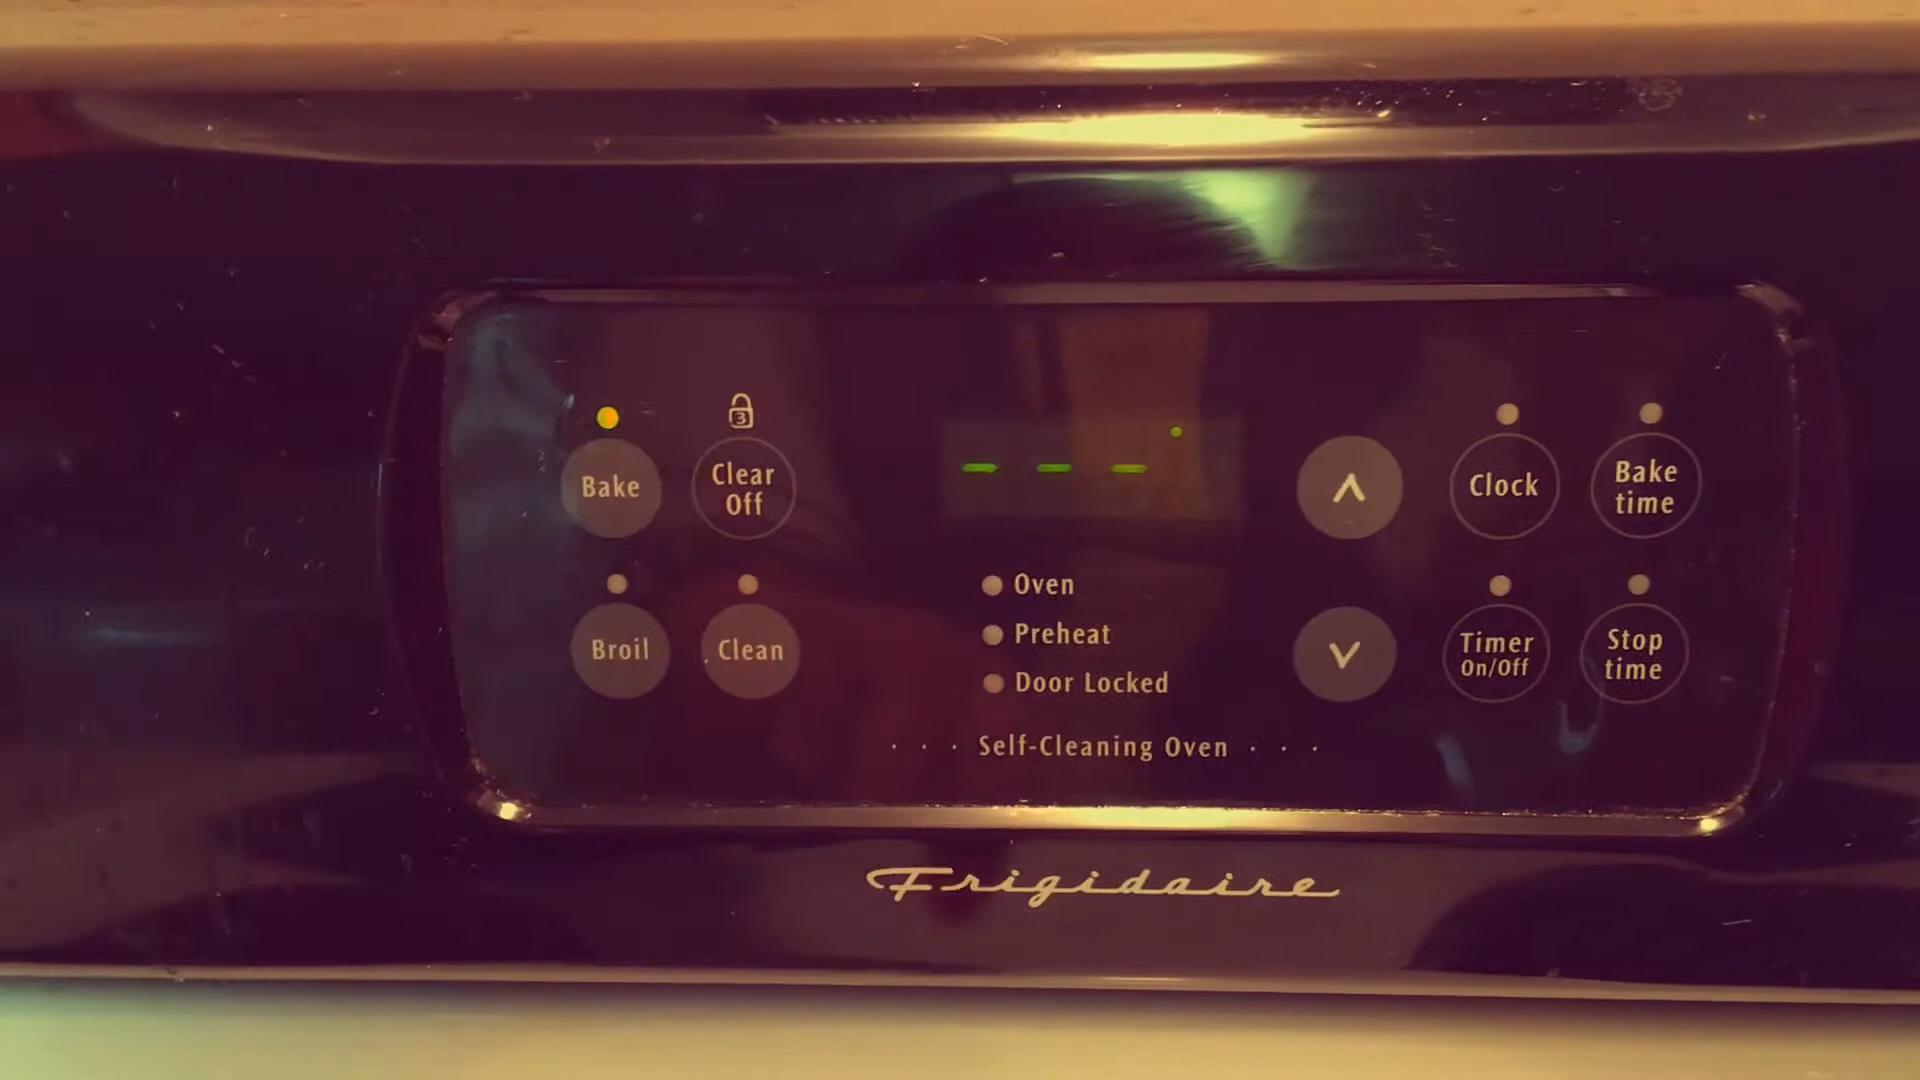 3
Bake
Clear
Off
- - -°
Clock
Bake
time
Broil
Clean
Oven
Preheat
Door Locked
Timer
On/Off
Stop
time
· · · Self-Cleaning Oven · · ·
Frigidaire